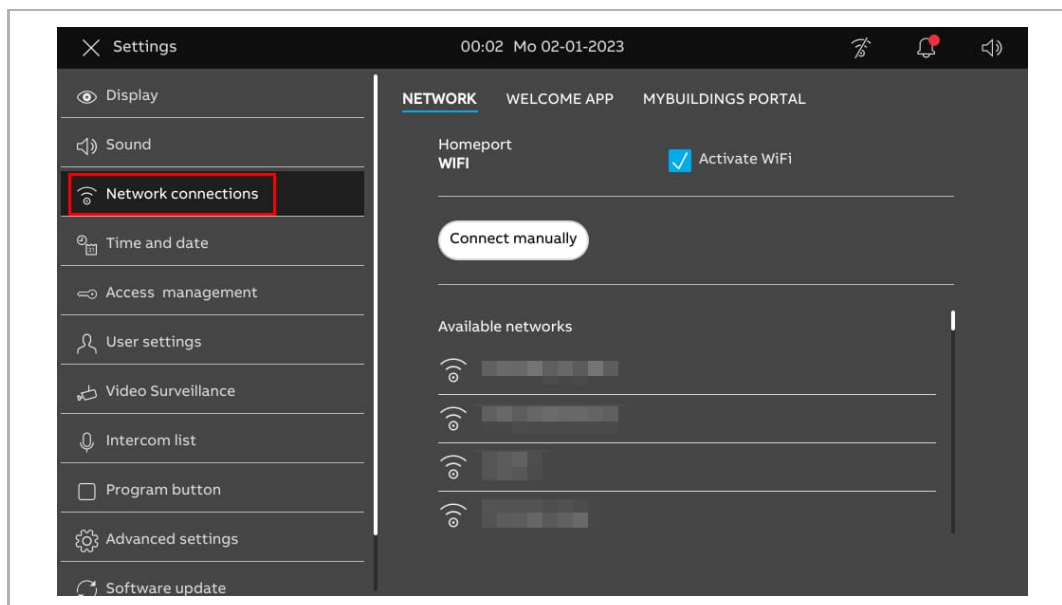 Settings
00:02 Mo 02-01-2023
Display
Sound
Network connections
Time and date
Access management
User settings
Video Surveillance
Intercom list
Program button
Advanced settings
Software update
NETWORK WELCOME APP MYBUILDINGS PORTAL
Homeport
WIFI
Activate WiFi
Connect manually
Available networks